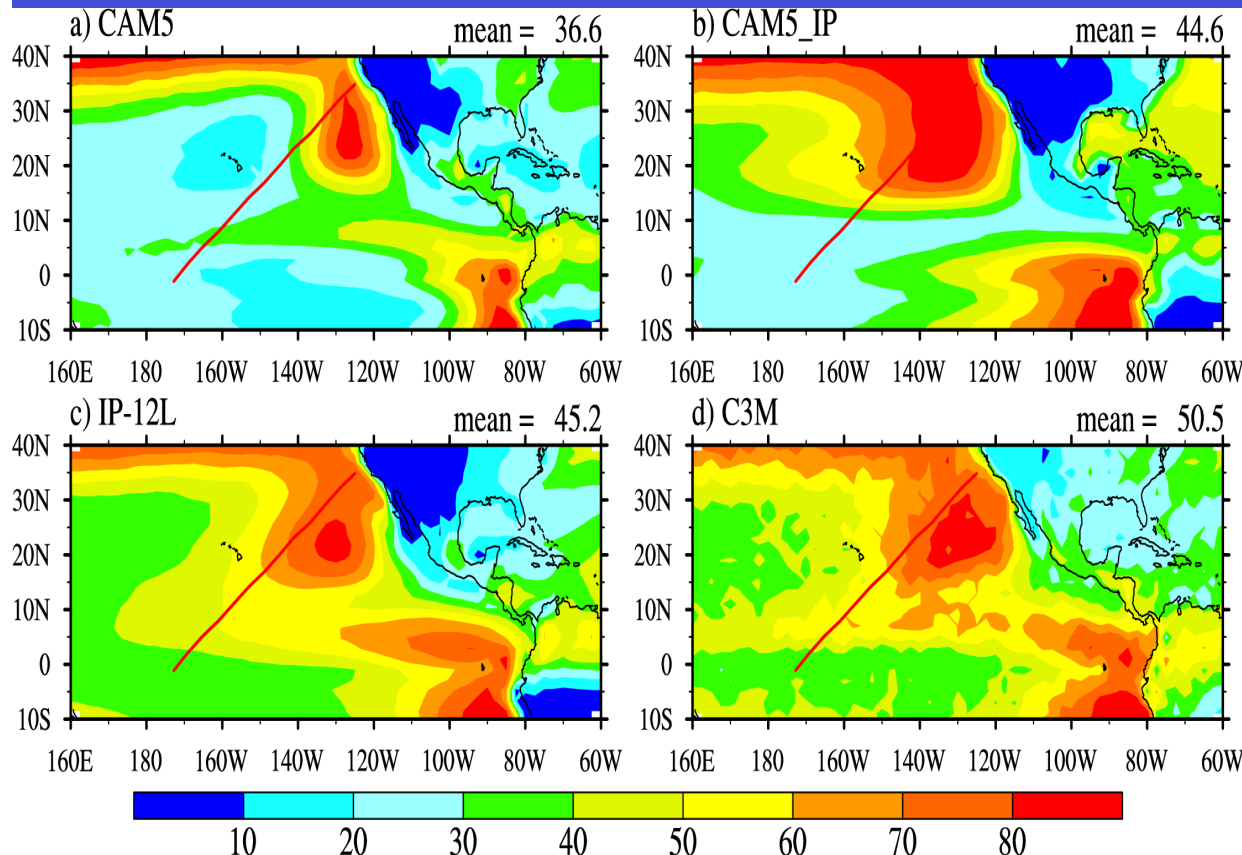 a) CAM5 mean = 36.6
b) CAM5_IP mean = 44.6
40N 40N
30N 30N
20N 20N
10N 10N
0 0
10S 10S
160E 180 160W 140W 120W 100W 80W 60W
160E 180 160W 140W 120W 100W 80W 60W
c) IP-12L mean = 45.2
d) C3M mean = 50.5
40N 40N
30N 30N
20N 20N
10N 10N
0 0
10S 10S
160E 180 160W 140W 120W 100W 80W 60W
160E 180 160W 140W 120W 100W 80W 60W
10 20 30 40 50 60 70 80